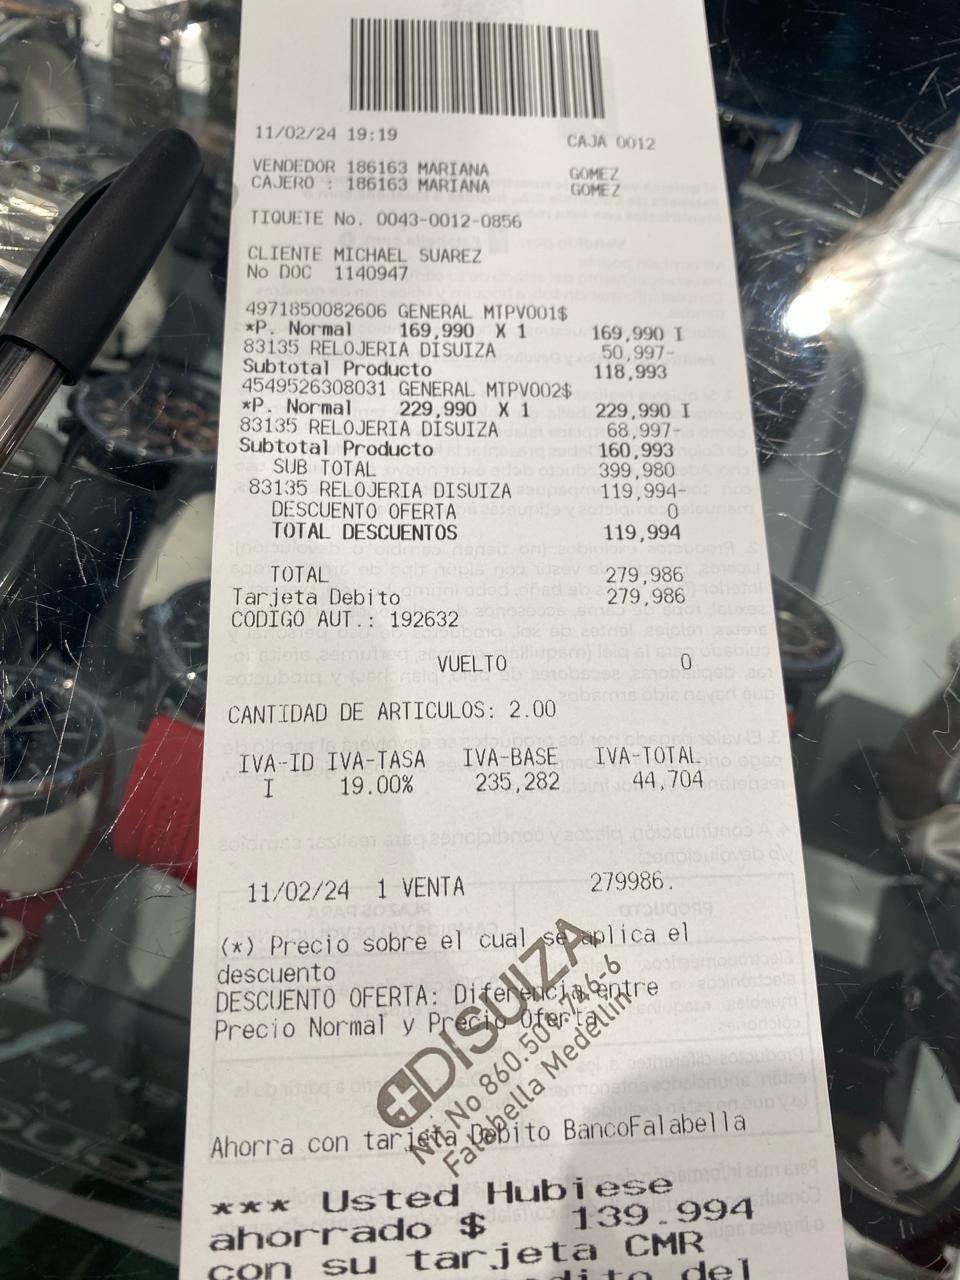 11/02/24 19:19 CAJA 0012
VENDEDOR 186163 MARIANA GOMEZ
CAJERO : 186163 MARIANA GOMEZ
TIQUETE No. 0043-0012-0856
CLIENTE MICHAEL SUAREZ
No DOC 1140947
4971850082606 GENERAL MTPV001$
*P. Normal 169,990 X 1 169,990 I
83135 RELOJERIA DISUIZA 50,997-
Subtotal Producto 118,993
4549526308031 GENERAL MTPV002$
*P. Normal 229,990 X 1 229,990 I
83135 RELOJERIA DISUIZA 68,997-
Subtotal Producto 160,993
SUB TOTAL 399,980
83135 RELOJERIA DISUIZA 119,994-
DESCUENTO OFERTA 0
TOTAL DESCUENTOS 119,994
TOTAL 279,986
Tarjeta Debito 279,986
CODIGO AUT.: 192632
VUELTO 0
CANTIDAD DE ARTICULOS: 2.00
IVA-ID IVA-TASA IVA-BASE IVA-TOTAL
I 19.00% 235,282 44,704
11/02/24 1 VENTA 279986.
(*) Precio sobre el cual se aplica el
descuento
DESCUENTO OFERTA: Diferencia entre
Precio Normal y Precio Oferta
DISUIZA
Nit No 860.501.716-6
Falabella Medellin
Ahorra con tarjeta Debito BancoFalabella
*** Usted Hubiese
ahorrado $ 139.994
con su tarjeta CMR
del